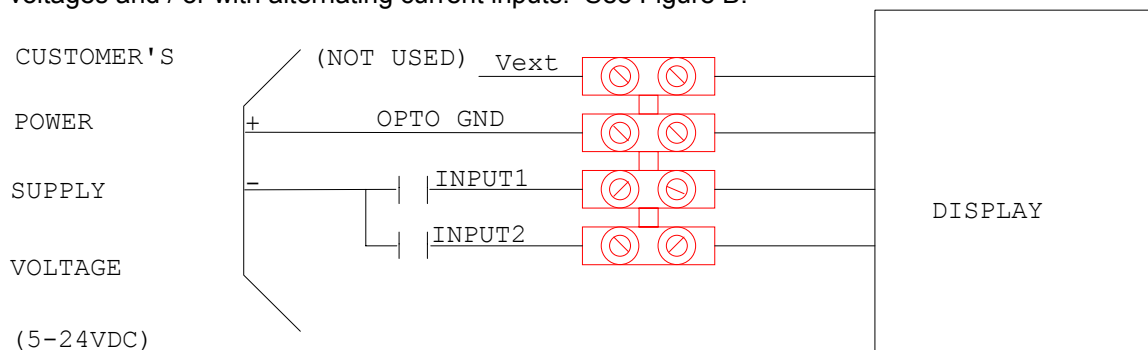 voltages and / or with alternating current inputs. See Figure B.
CUSTOMER'S
(NOT USED) Vext
POWER
+ OPTO GND
SUPPLY
- INPUT1
DISPLAY
INPUT2
VOLTAGE
(5-24VDC)